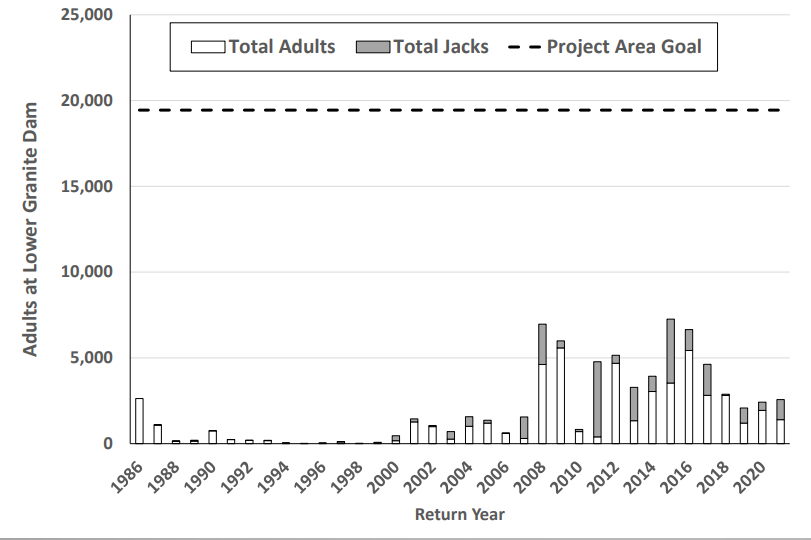 25,000
Total Adults Total Jacks Project Area Goal
20,000
15,000
10,000
5,000
0
Adults at Lower Granite Dam
1986 1988 1990 1992 1994 1996 1998 2000 2002 2004 2006 2008 2010 2012 2014 2016 2018 2020
Return Year